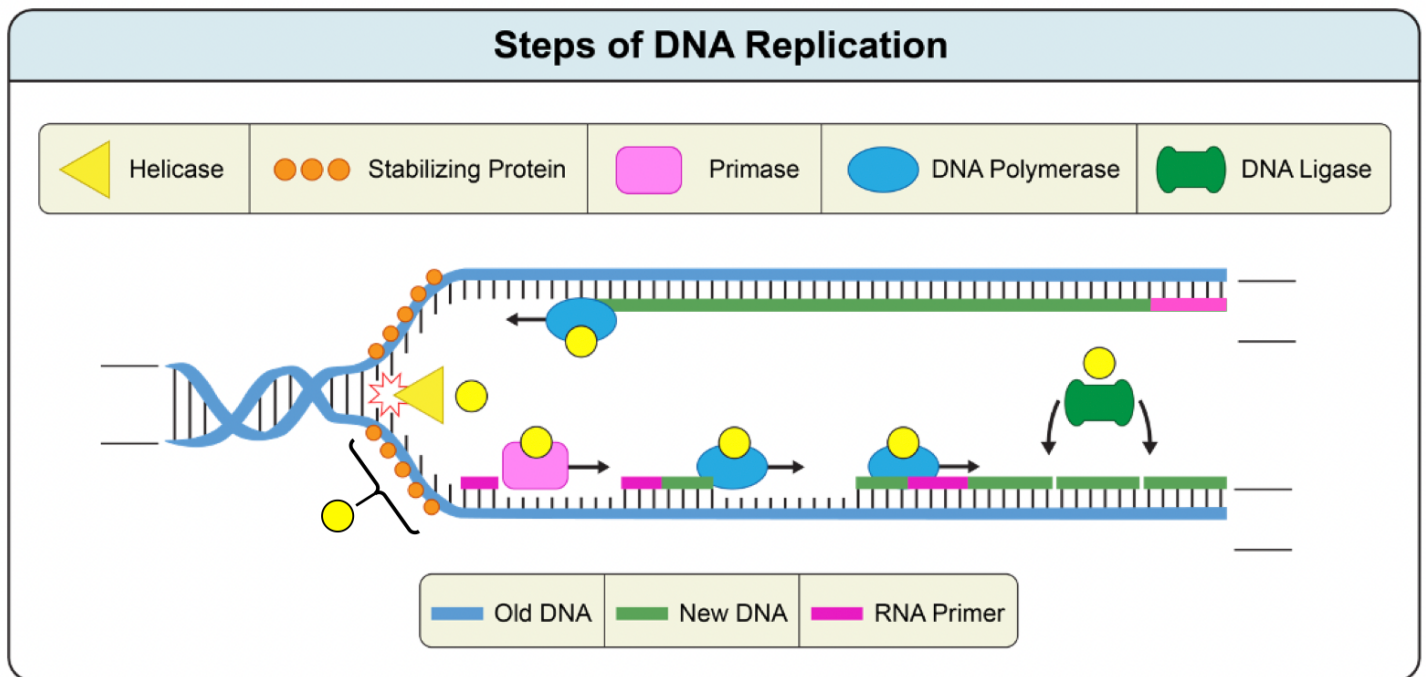 Steps of DNA Replication
Helicase
Stabilizing Protein
Primase
DNA Polymerase
DNA Ligase
Old DNA
New DNA
RNA Primer